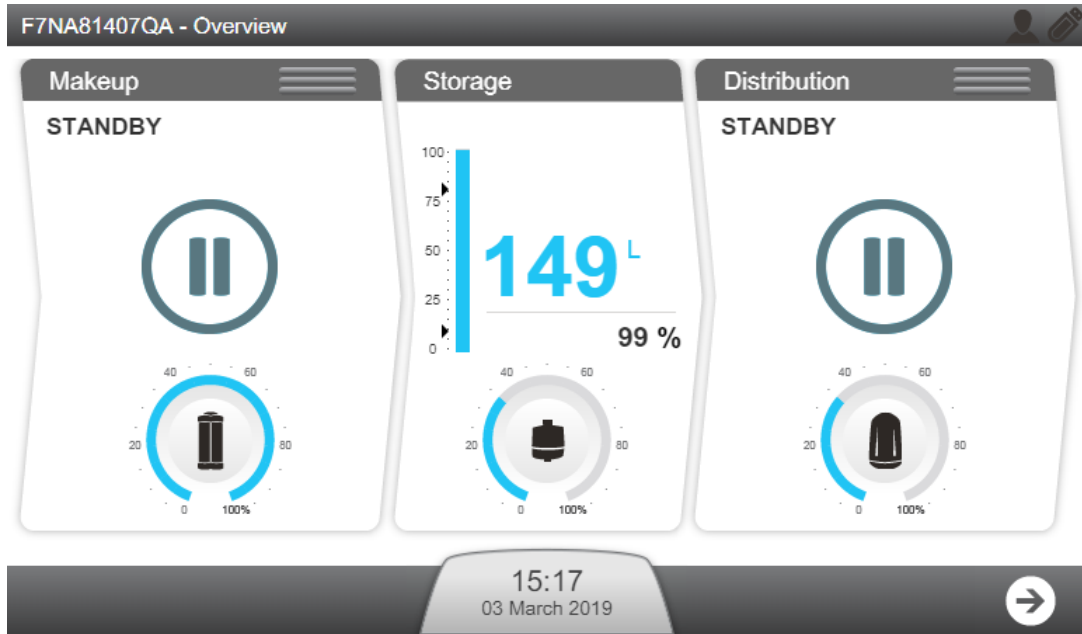 F7NA81407QA - Overview
Makeup
STANDBY
40 60
20 80
0 100%
Storage
100
75
50
25
0
149 L
99 %
40 60
20 80
0 100%
Distribution
STANDBY
40 60
20 80
0 100%
15:17
03 March 2019